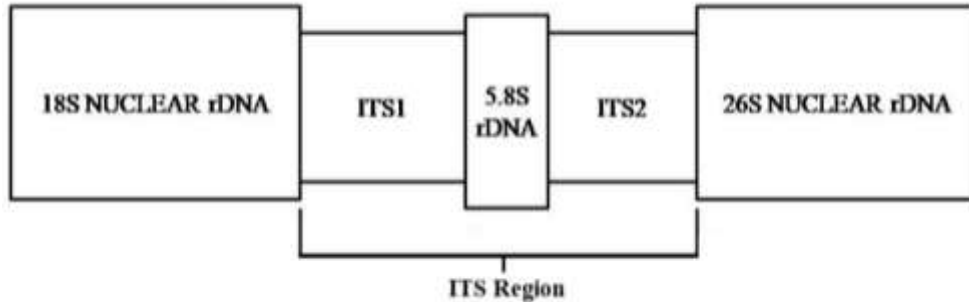 18S NUCLEAR rDNA
ITS1
5.8S
rDNA
ITS2
26S NUCLEAR rDNA
ITS Region